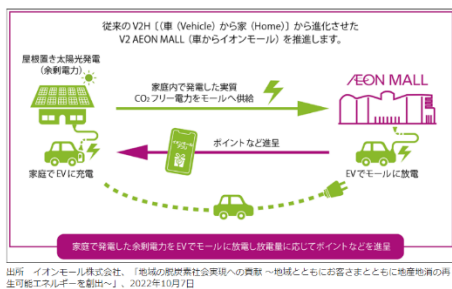 従来の V2H〔(車 (Vehicle) から家 (Home)〕から進化させた
V2 AEON MALL (車からイオンモール) を推進します。
屋根置き太陽光発電
(余剰電力)
家庭内で発電した実質
CO₂フリー電力をモールへ供給
ÆON MALL
ポイントなど進呈
家庭でEVに充電
EVでモールに放電
家庭で発電した余剰電力をEVでモールに放電し放電量に応じてポイントなどを進呈
出所 イオンモール株式会社、「地域の脱炭素社会実現への貢献 ～地域とともにお客さまとともに地産地消の再
生可能エネルギーを創出～」、2022年10月7日